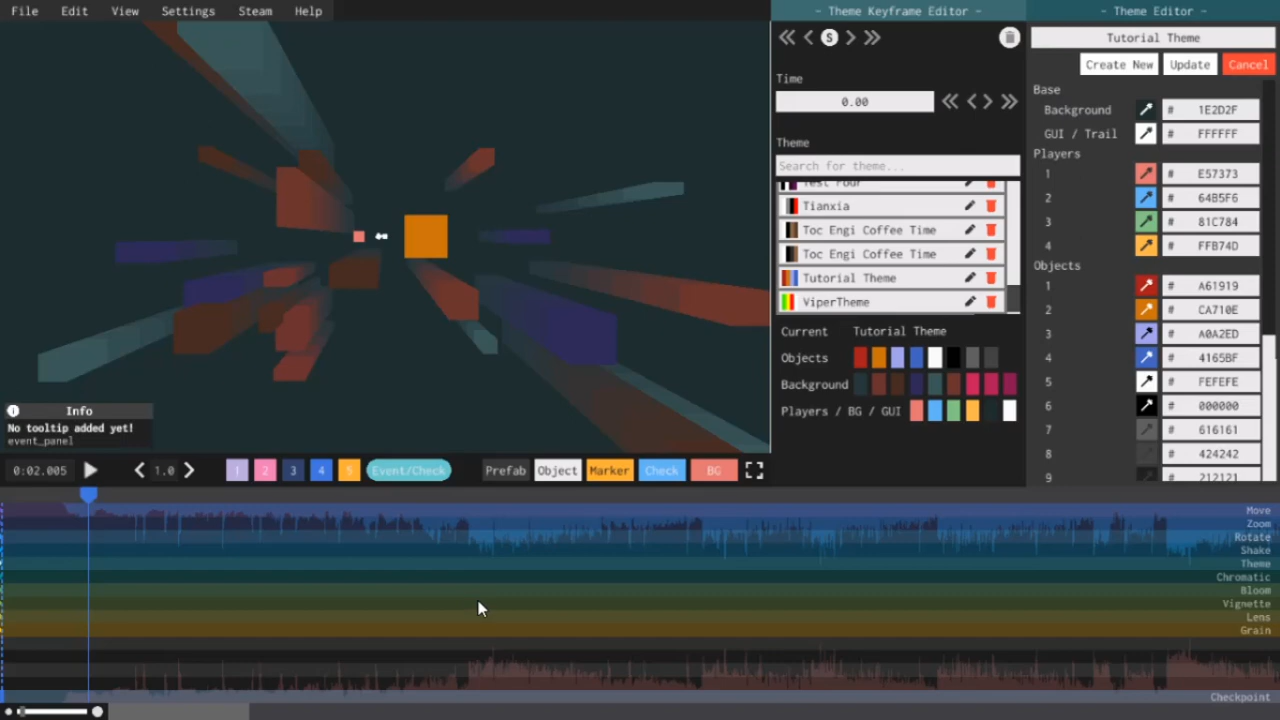 File Edit View Settings Steam Help
- Theme Keyframe Editor -
S
Time
0.00
Theme
Search for theme...
Test Four
Tianxia
Toc Engi Coffee Time
Toc Engi Coffee Time
Tutorial Theme
ViperTheme
Current Tutorial Theme
Objects
Background
Players / BG / GUI
- Theme Editor -
Tutorial Theme
Create New Update Cancel
Base
Background # 1E2D2F
GUI / Trail # FFFFFF
Players
1 # E57373
2 # 64B5F6
3 # 81C784
4 # FFB74D
Objects
1 # A61919
2 # CA710E
3 # A0A2ED
4 # 4165BF
5 # FEFEFE
6 # 000000
7 # 616161
8 # 424242
9 # 212121
Info
No tooltip added yet!
event_panel
0:02.005 1.0 1 2 3 4 5 Event/Check Prefab Object Marker Check BG
Move
Zoom
Rotate
Shake
Theme
Chromatic
Bloom
Vignette
Lens
Grain
Checkpoint